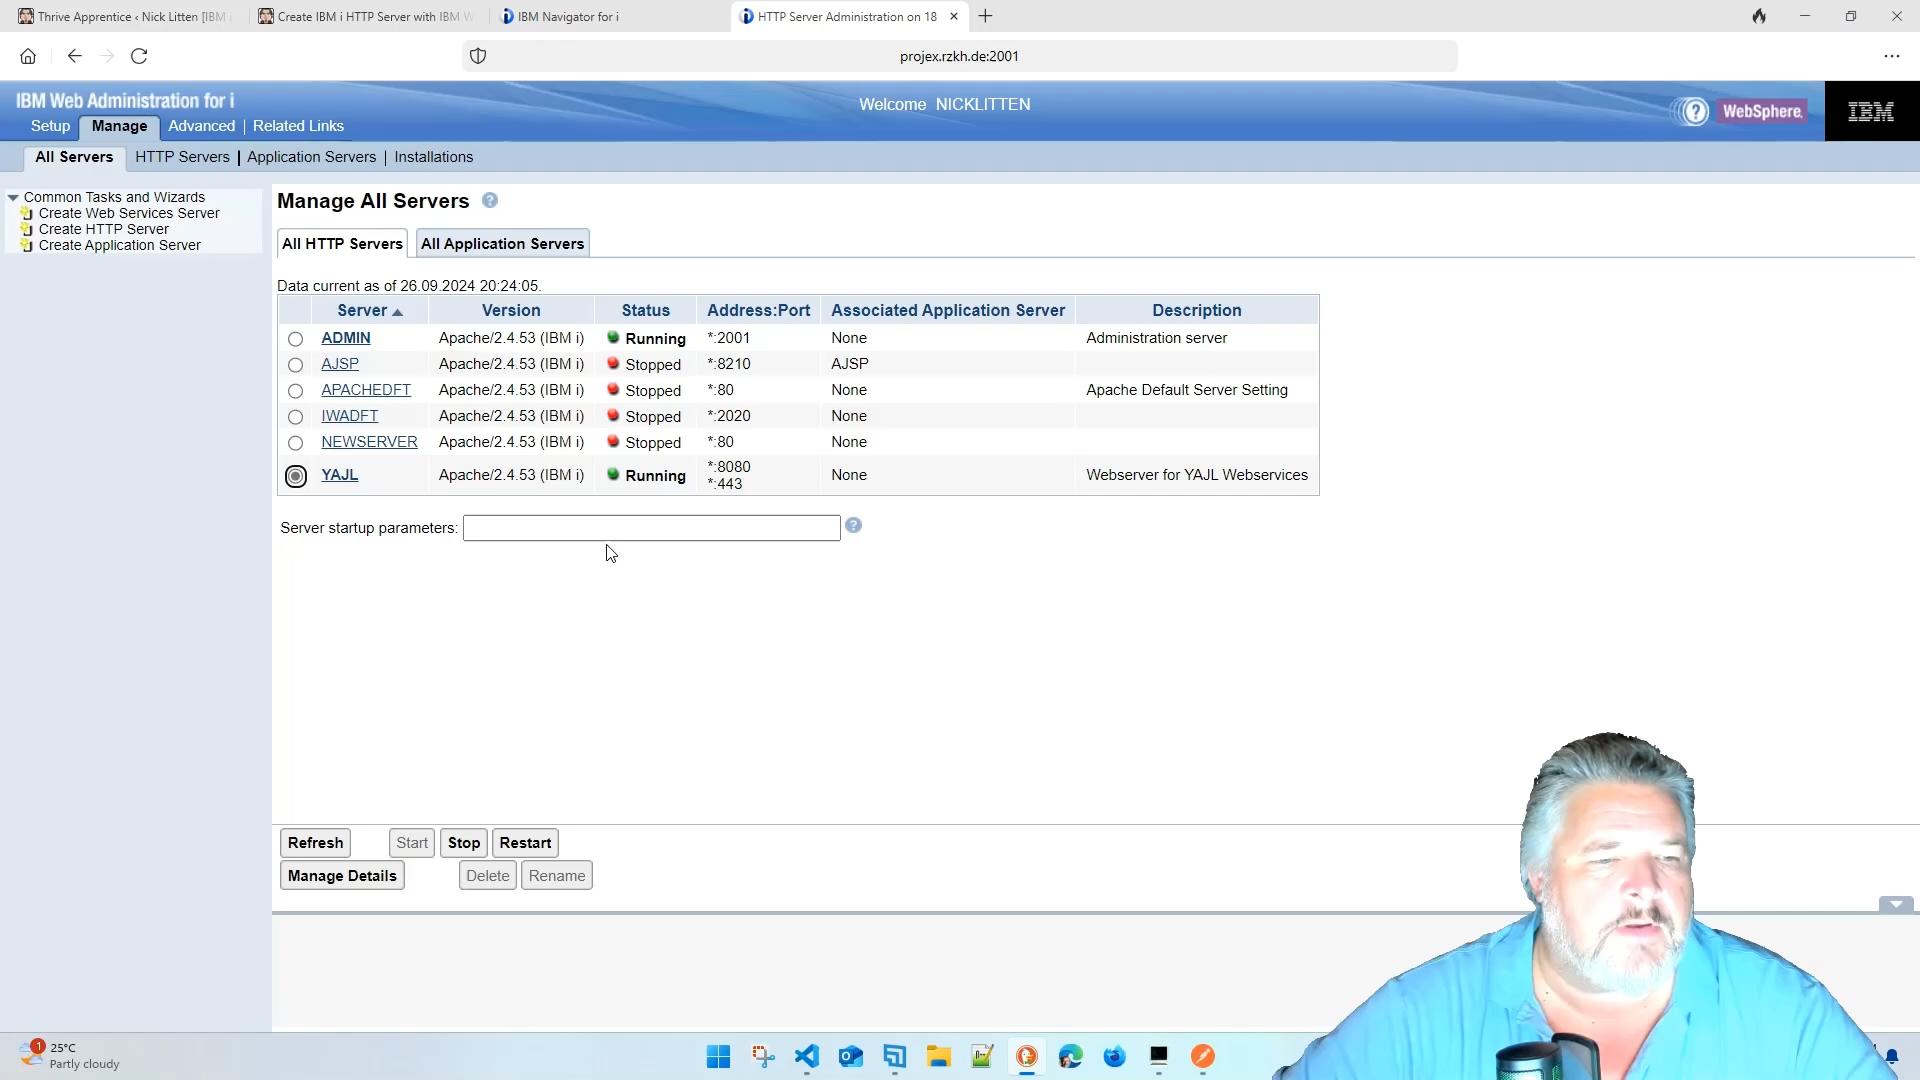 Thrive Apprentice ‹ Nick Litten [IBM i
Create IBM i HTTP Server with IBM W
IBM Navigator for i
HTTP Server Administration on 18
projex.rzkh.de:2001
IBM Web Administration for i
Welcome NICKLITTEN
WebSphere.
IBM
Setup
Manage
Advanced | Related Links
All Servers
HTTP Servers | Application Servers | Installations
Common Tasks and Wizards
Create Web Services Server
Create HTTP Server
Create Application Server
Manage All Servers
All HTTP Servers
All Application Servers
Data current as of 26.09.2024 20:24:05.
Server Version Status Address:Port Associated Application Server Description
ADMIN Apache/2.4.53 (IBM i) Running *:2001 None Administration server
AJSP Apache/2.4.53 (IBM i) Stopped *:8210 AJSP
APACHEDFT Apache/2.4.53 (IBM i) Stopped *:80 None Apache Default Server Setting
IWADFT Apache/2.4.53 (IBM i) Stopped *:2020 None
NEWSERVER Apache/2.4.53 (IBM i) Stopped *:80 None
YAJL Apache/2.4.53 (IBM i) Running *:8080 *:443 None Webserver for YAJL Webservices
Server startup parameters:
Refresh Start Stop Restart
Manage Details Delete Rename
1
25°C
Partly cloudy